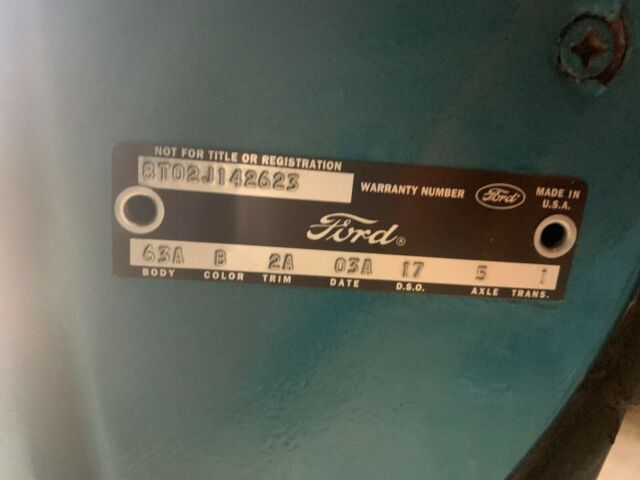 NOT FOR TITLE OR REGISTRATION
8T02J142623
WARRANTY NUMBER
Ford
MADE IN
U.S.A.
Ford®
63A B 2A 03A 17 5 1
BODY COLOR TRIM DATE D.S.O. AXLE TRANS.